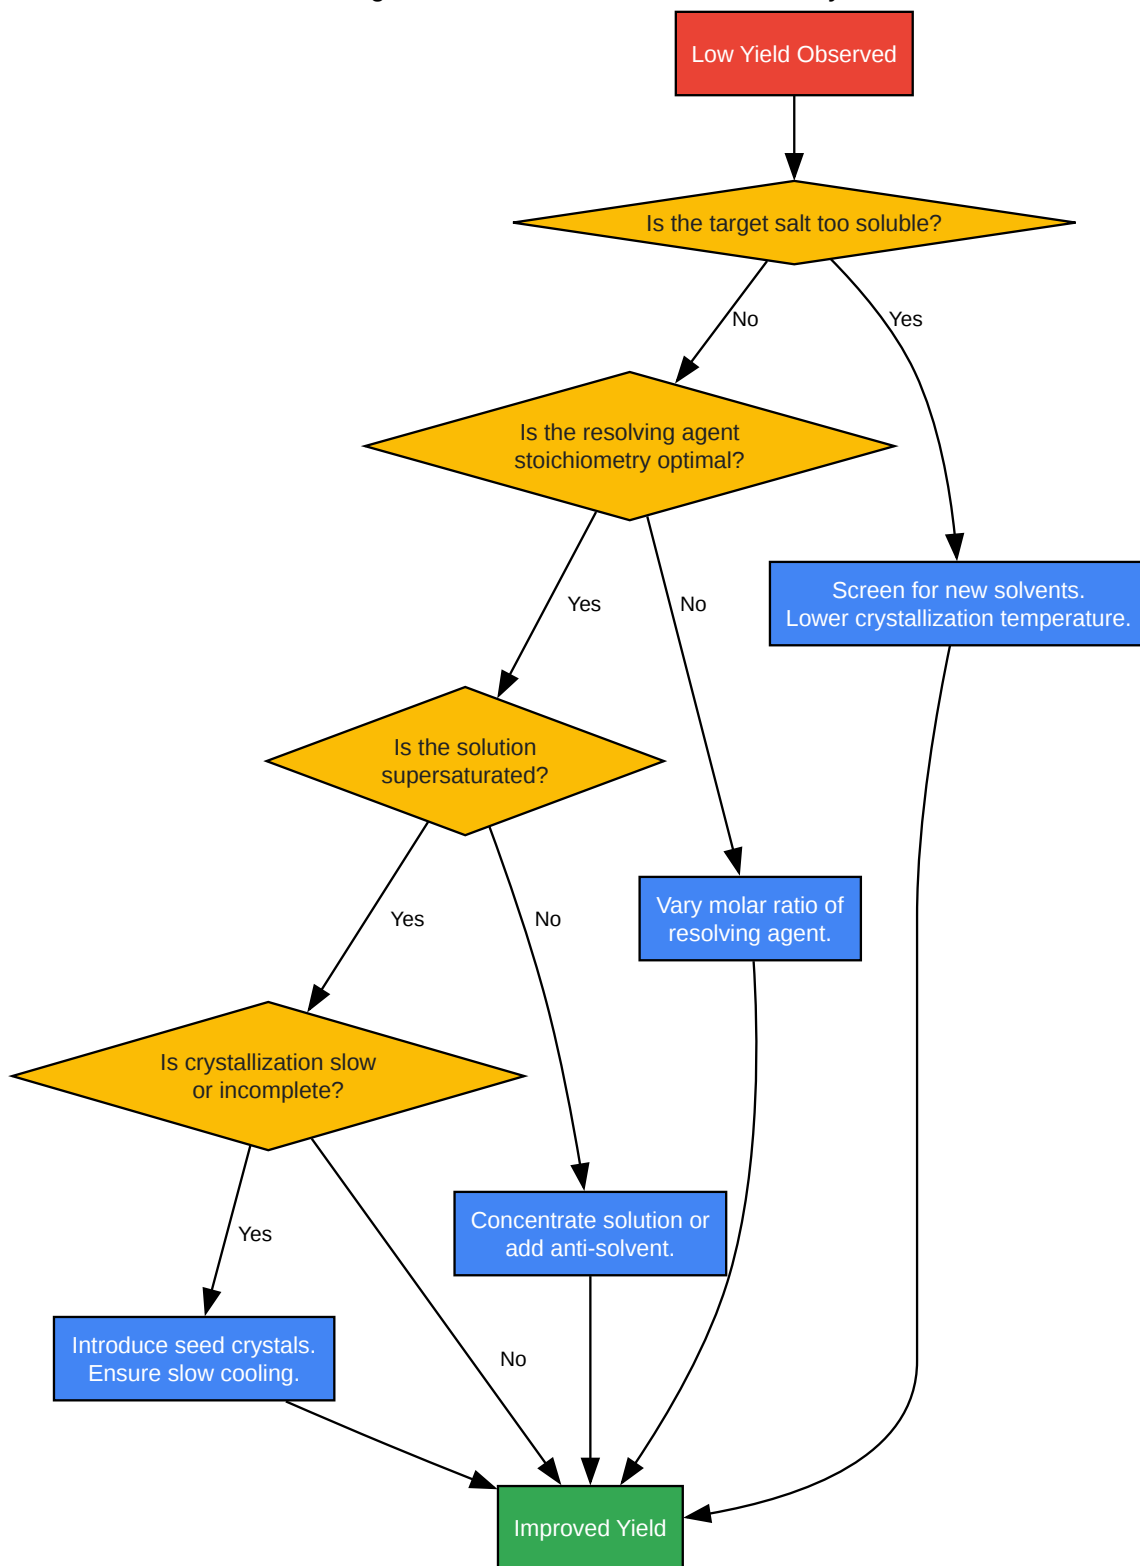 Low Yield Observed
Is the target salt too soluble?
No
Yes
Is the resolving agent
stoichiometry optimal?
Yes
No
Screen for new solvents.
Lower crystallization temperature.
Is the solution
supersaturated?
Yes
No
Vary molar ratio of
resolving agent.
Is crystallization slow
or incomplete?
Yes
No
Concentrate solution or
add anti-solvent.
Introduce seed crystals.
Ensure slow cooling.
Improved Yield